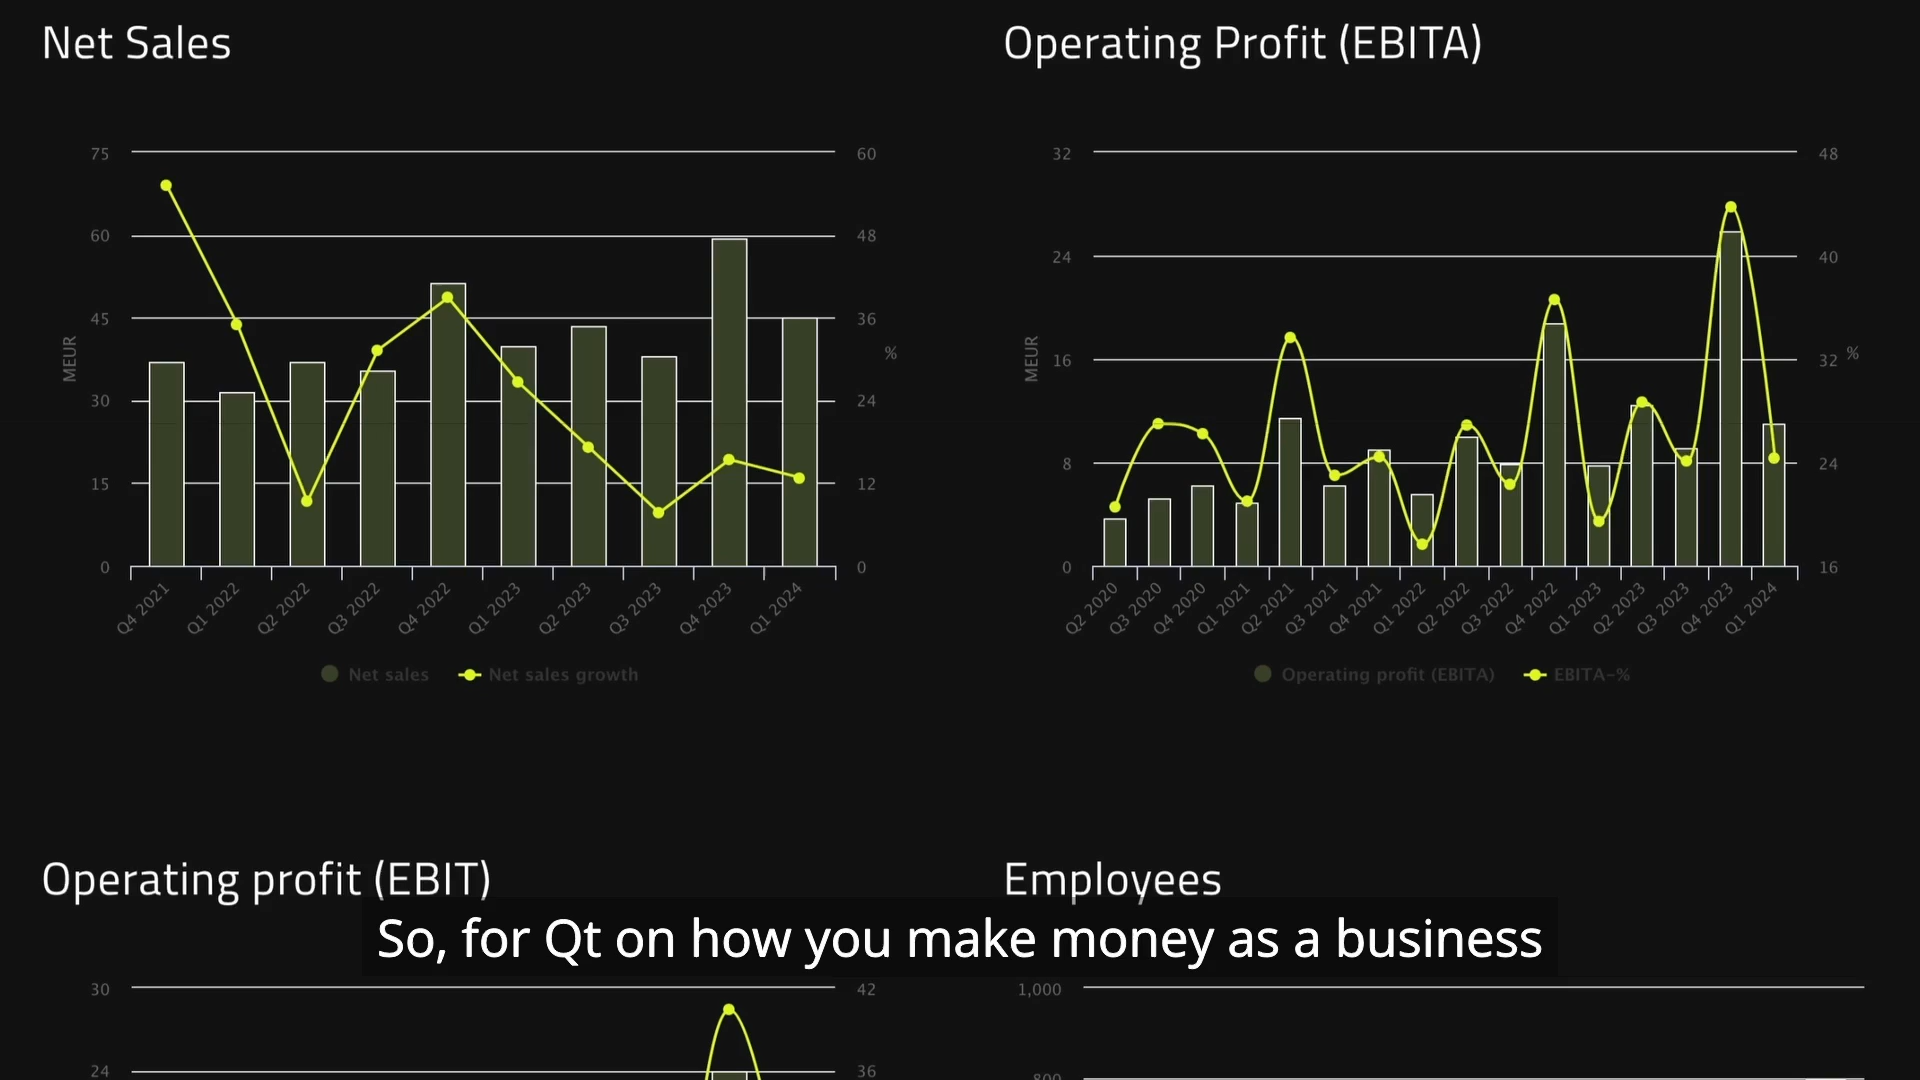 Net Sales
Operating Profit (EBITA)
75
60
45
30
15
0
MEUR
60
48
36
24
12
0
%
Q4 2021
Q1 2022
Q2 2022
Q3 2022
Q4 2022
Q1 2023
Q2 2023
Q3 2023
Q4 2023
Q1 2024
Net sales
Net sales growth
32
24
16
8
0
MEUR
48
40
32
24
16
%
Q2 2020
Q3 2020
Q4 2020
Q1 2021
Q2 2021
Q3 2021
Q4 2021
Q1 2022
Q2 2022
Q3 2022
Q4 2022
Q1 2023
Q2 2023
Q3 2023
Q4 2023
Q1 2024
Operating profit (EBITA)
EBITA-%
Operating profit (EBIT)
Employees
So, for Qt on how you make money as a business
30
24
42
36
1,000
800